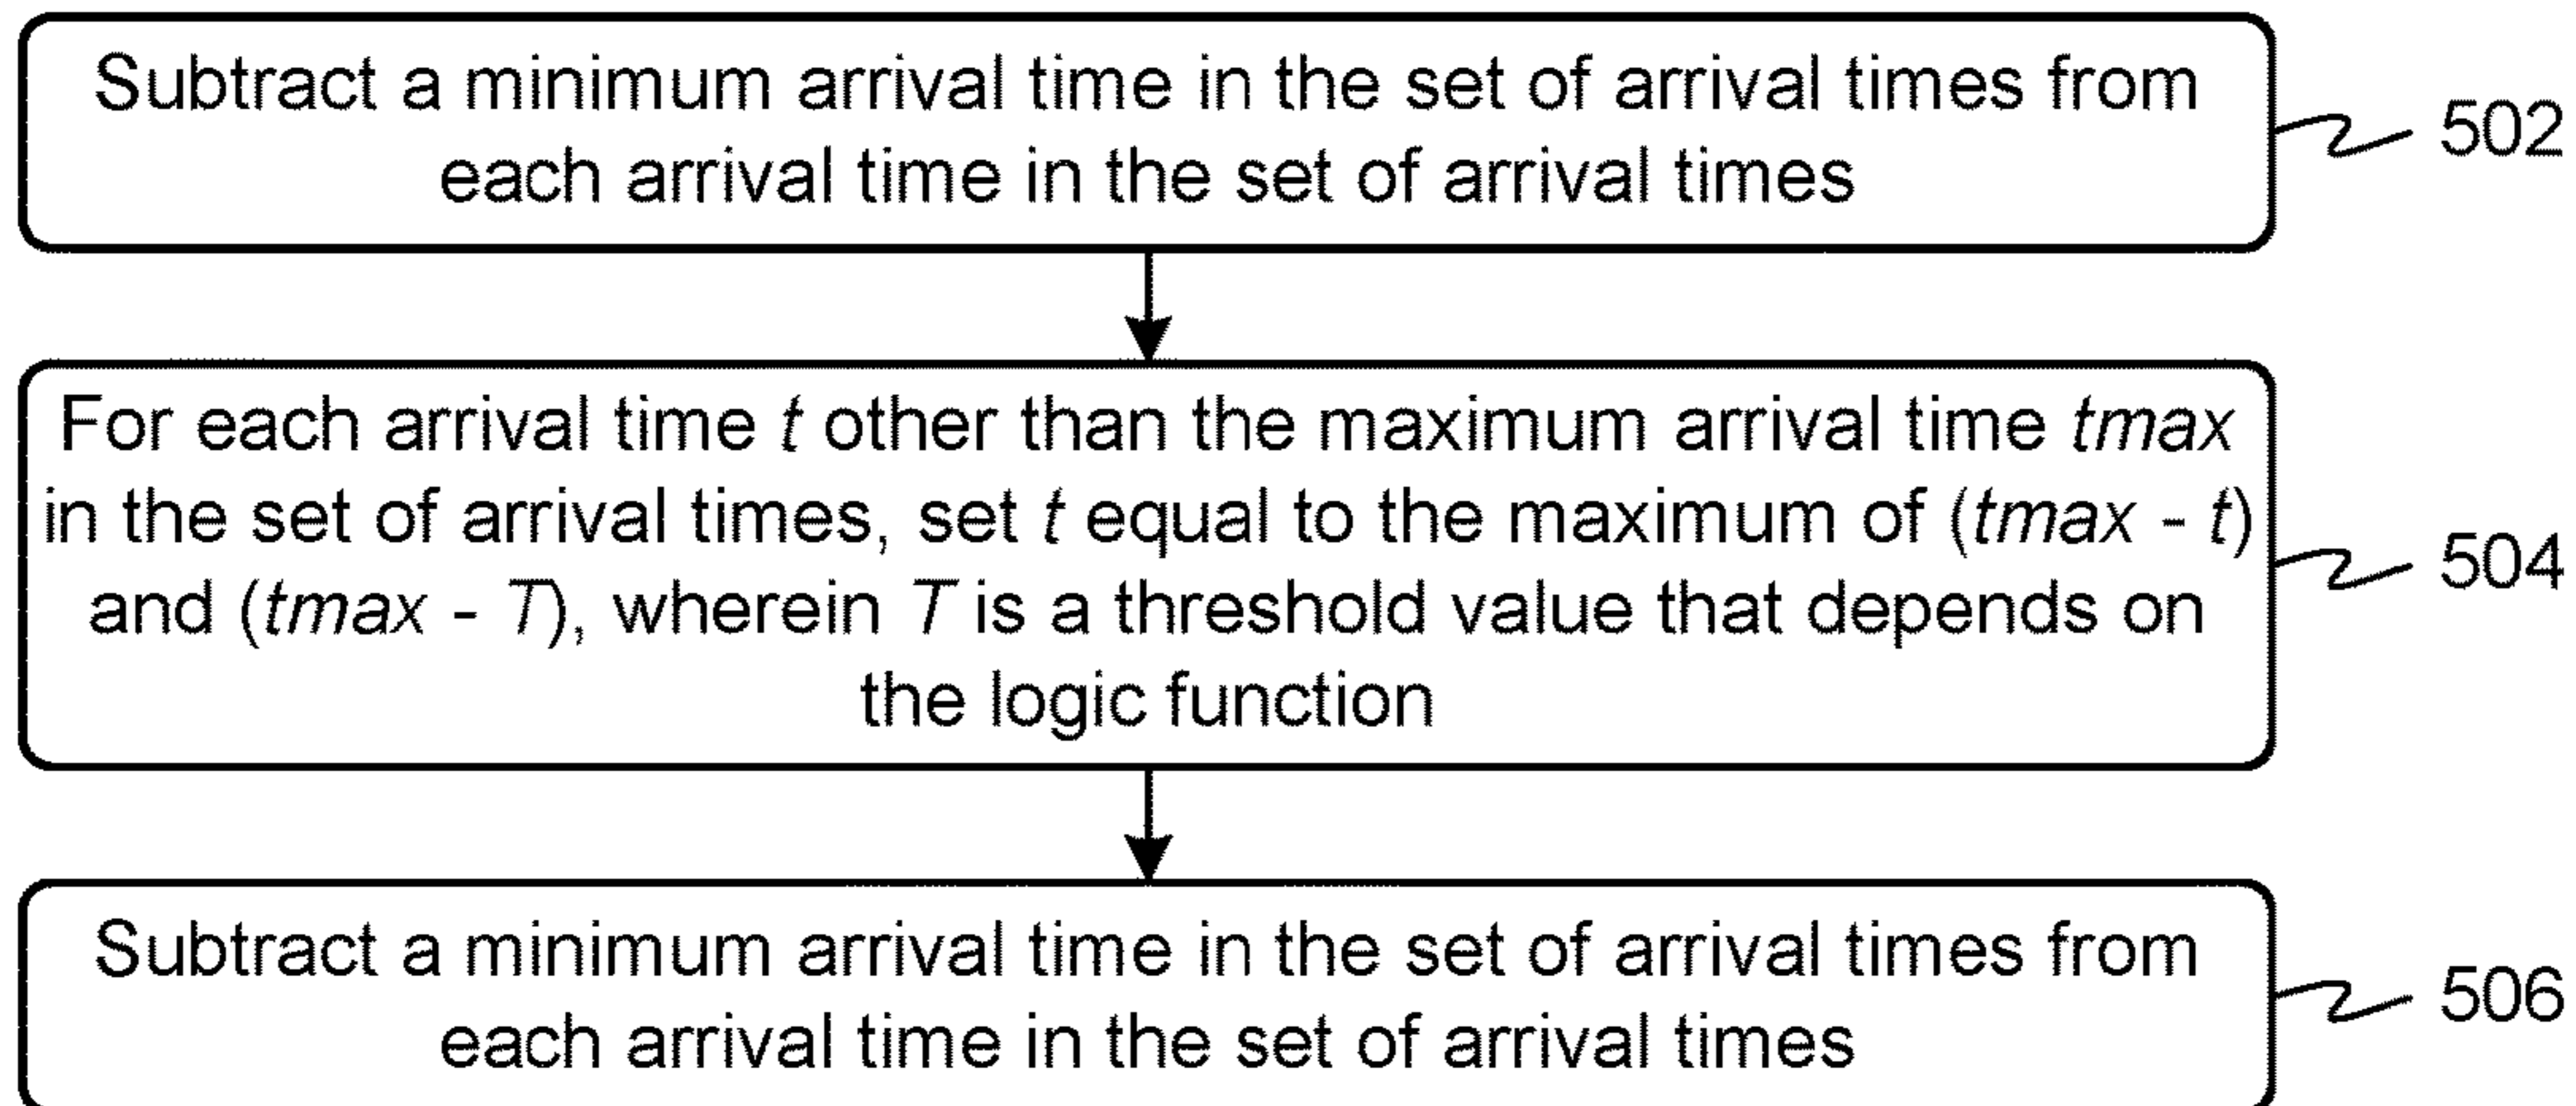 Subtract a minimum arrival time in the set of arrival times from
each arrival time in the set of arrival times
502
For each arrival time t other than the maximum arrival time tmax
in the set of arrival times, set t equal to the maximum of (tmax - t)
and (tmax - T), wherein T is a threshold value that depends on
the logic function
504
Subtract a minimum arrival time in the set of arrival times from
each arrival time in the set of arrival times
506